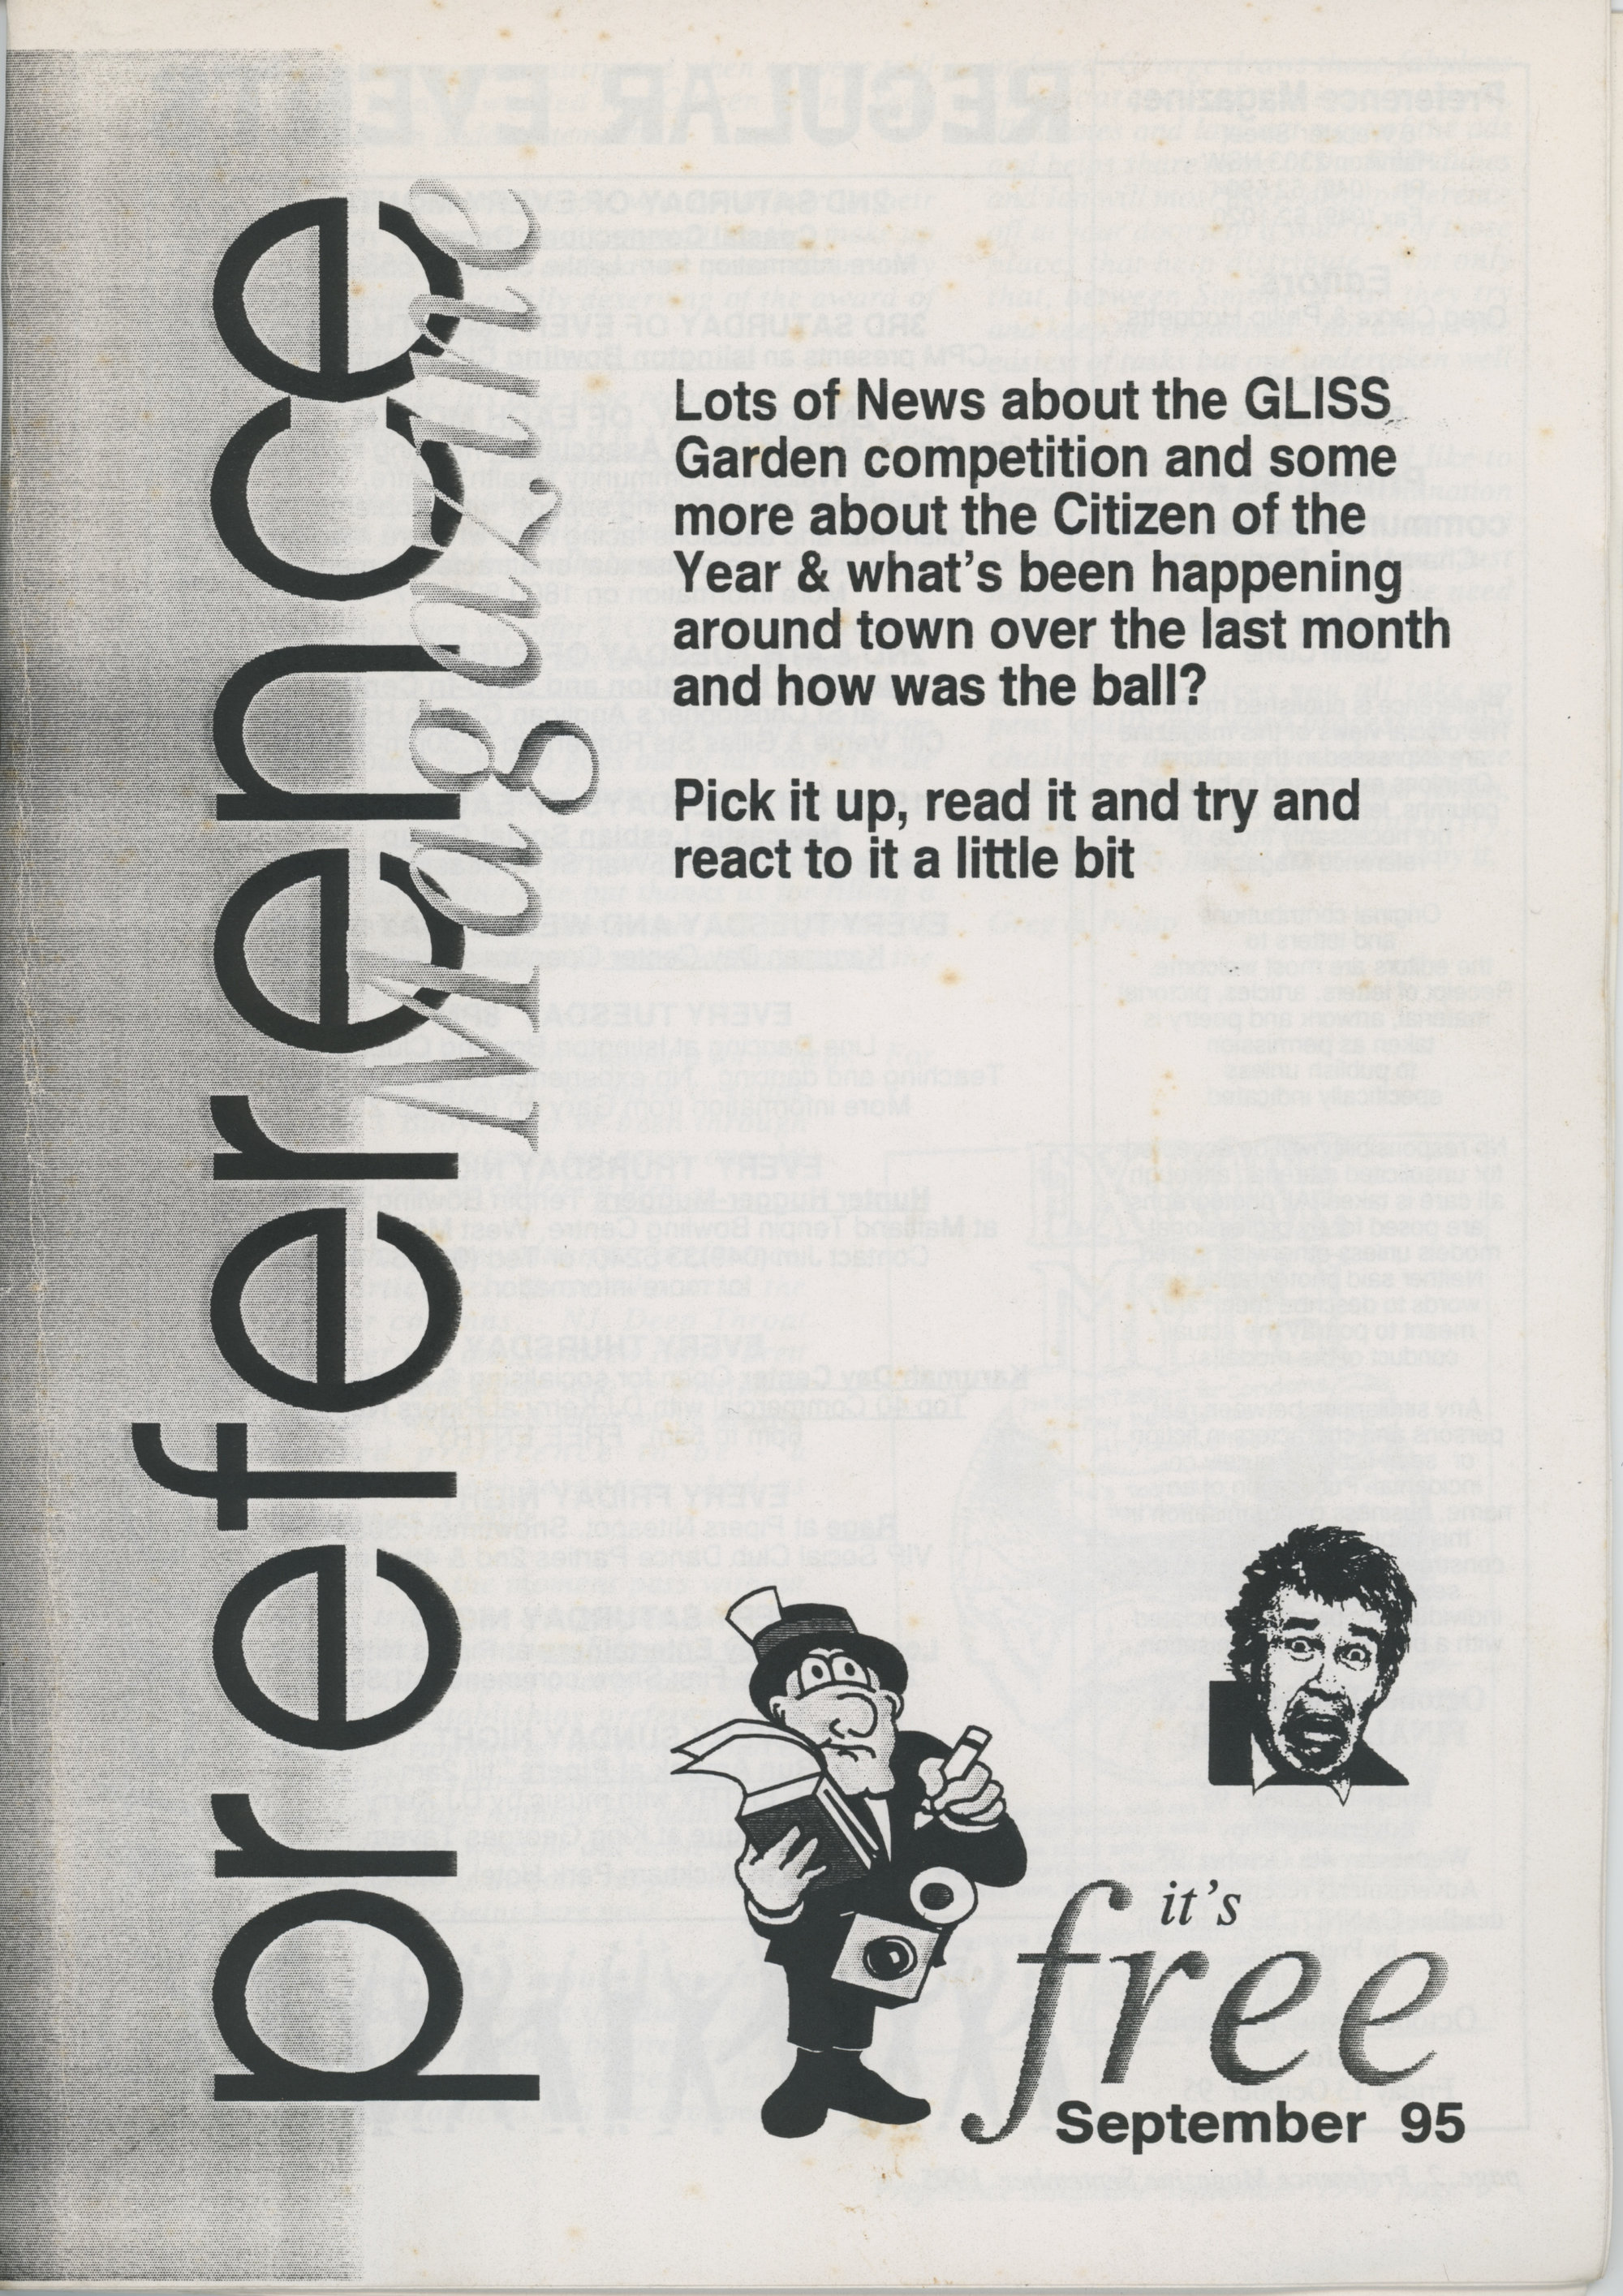 preference
Magazine
Lots of News about the GLISS
Garden competition and some
more about the Citizen of the
Year & what's been happening
around town over the last month
and how was the ball?
Pick it up, read it and try and
react to it a little bit
it's
free
September 95